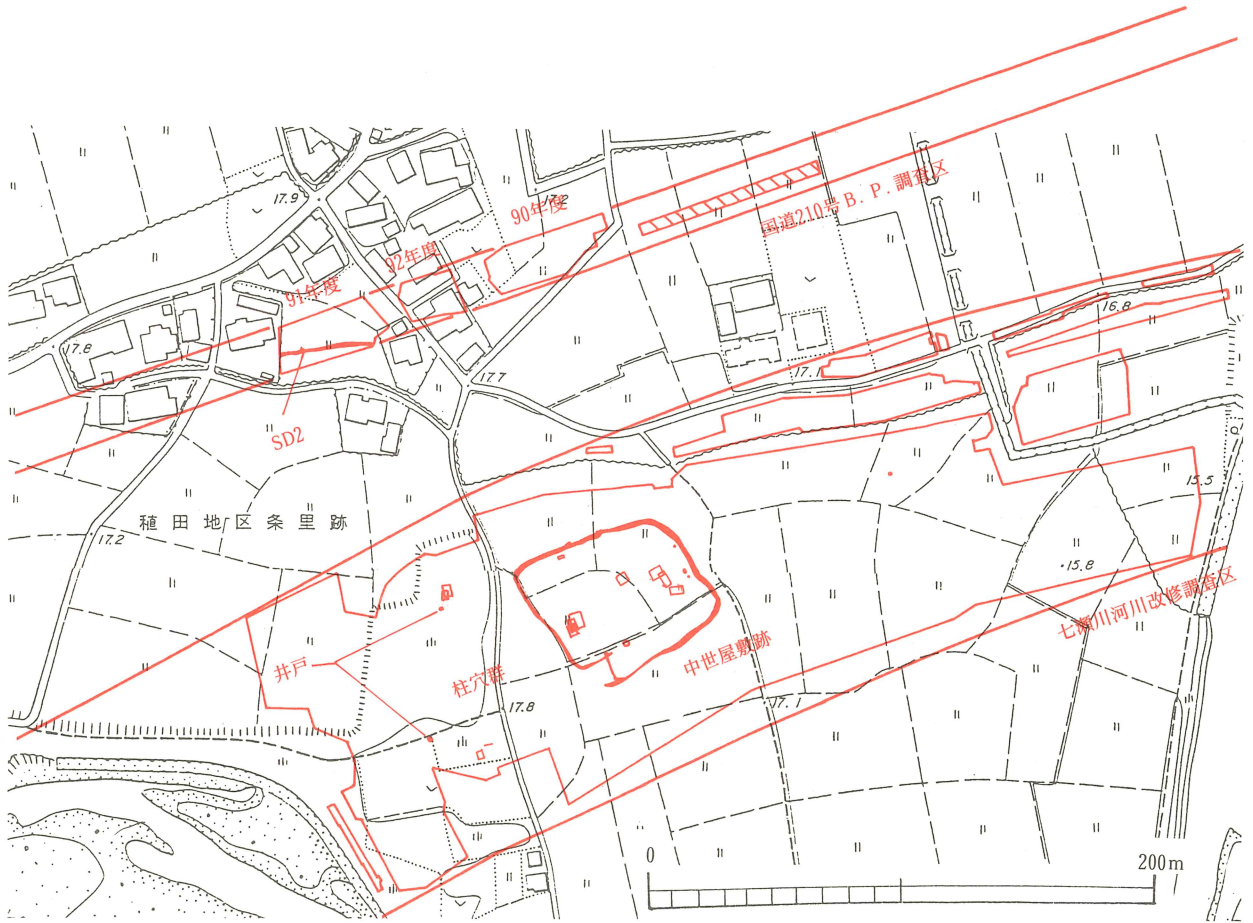 17.9
17.2
90年度
国道210号B.P.調査区
92年度
91年度
16.8
17.8
17.1
17.7
SD2
15.5
稙田地区条里跡
17.2
15.8
七瀬川河川改修調査区
井戸
柱穴群
中世屋敷跡
17.8
17.1
0
200m